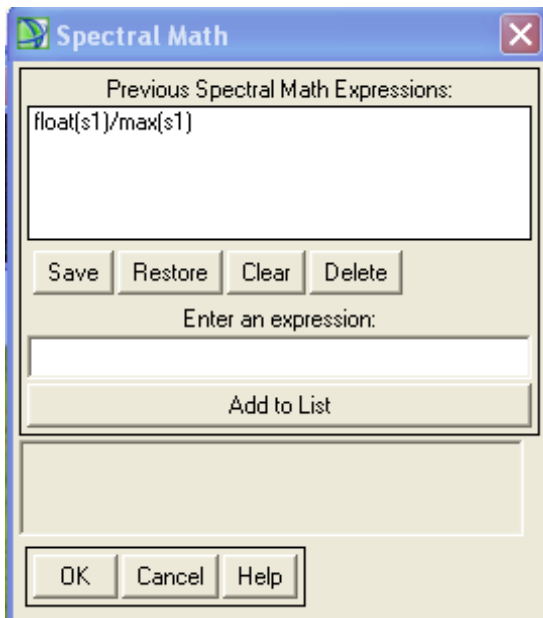 Spectral Math
Previous Spectral Math Expressions:
float(s1)/max(s1)
Save Restore Clear Delete
Enter an expression:
Add to List
OK Cancel Help